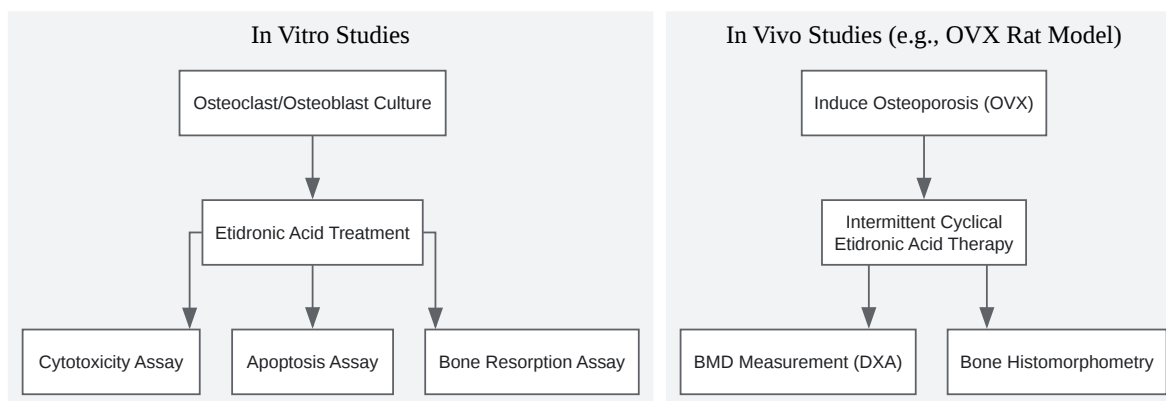 In Vitro Studies
Osteoclast/Osteoblast Culture
Etidronic Acid Treatment
Cytotoxicity Assay
Apoptosis Assay
Bone Resorption Assay
In Vivo Studies (e.g., OVX Rat Model)
Induce Osteoporosis (OVX)
Intermittent Cyclical
Etidronic Acid Therapy
BMD Measurement (DXA)
Bone Histomorphometry